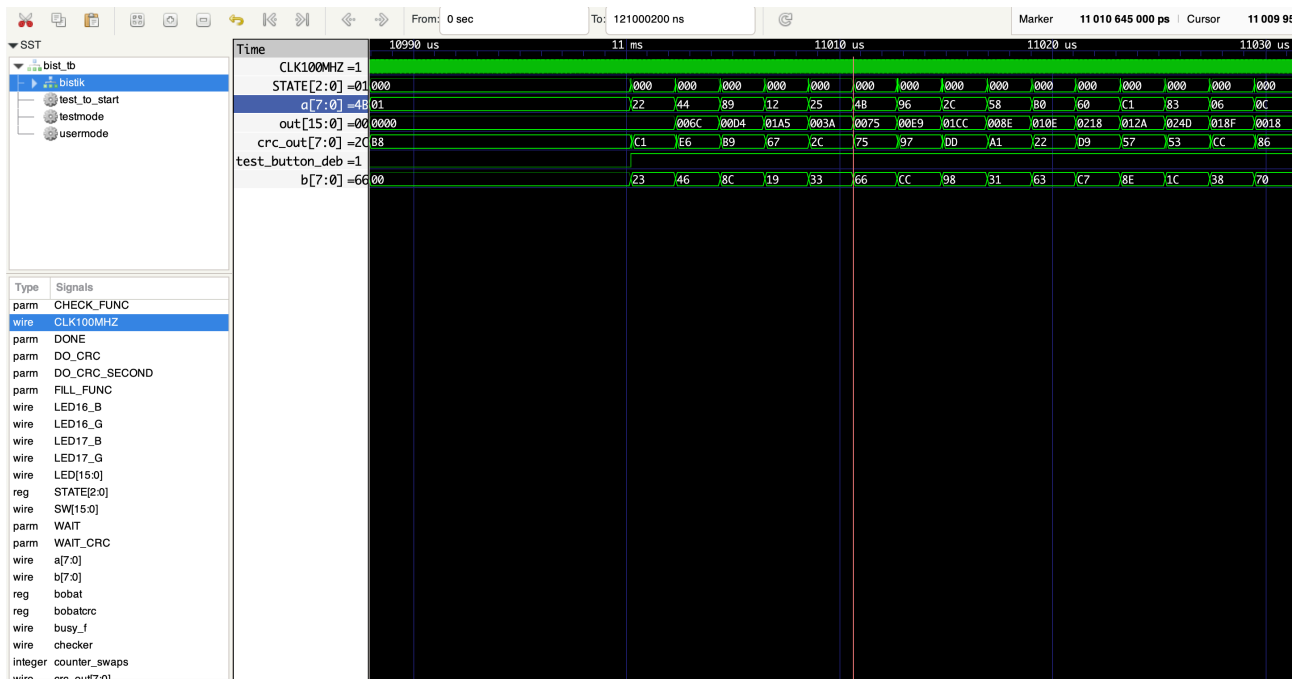 From: 0 sec To: 121000200 ns Marker 11 010 645 000 ps | Cursor 11 009 95
▼SST
bist_tb
bistik
test_to_start
testmode
usermode
Type Signals
parm CHECK_FUNC
wire CLK100MHZ
parm DONE
parm DO_CRC
parm DO_CRC_SECOND
parm FILL_FUNC
wire LED16_B
wire LED16_G
wire LED17_B
wire LED17_G
wire LED[15:0]
reg STATE[2:0]
wire SW[15:0]
parm WAIT
parm WAIT_CRC
wire a[7:0]
wire b[7:0]
reg bobat
reg bobatcrc
wire busy_f
wire checker
integer counter_swaps
wire crc_out[7:0]
Time 10990 us 11 ms 11010 us 11020 us 11030 us
CLK100MHZ =1
STATE[2:0] =01 000 000 000 000 000 000 000 000 000 000 000 000 000 000 000 000
a[7:0] =4B 01 22 44 89 12 25 4B 96 2C 58 B0 60 C1 83 06 0C
out[15:0] =00 0000 006C 00D4 01A5 003A 0075 00E9 01CC 008E 010E 0218 012A 024D 018F 0018
crc_out[7:0] =2C B8 C1 E6 B9 67 2C 75 97 DD A1 22 D9 57 53 CC 86
test_button_deb =1
b[7:0] =66 00 23 46 8C 19 33 66 CC 98 31 63 C7 8E 1C 38 70